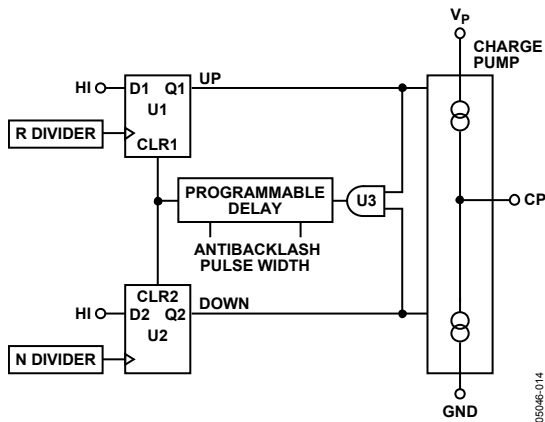 VP
CHARGE
PUMP
HI
D1 Q1
UP
U1
R DIVIDER
CLR1
PROGRAMMABLE
DELAY
U3
CP
ANTIBACKLASH
PULSE WIDTH
CLR2
DOWN
HI
D2 Q2
U2
N DIVIDER
GND
05046-014